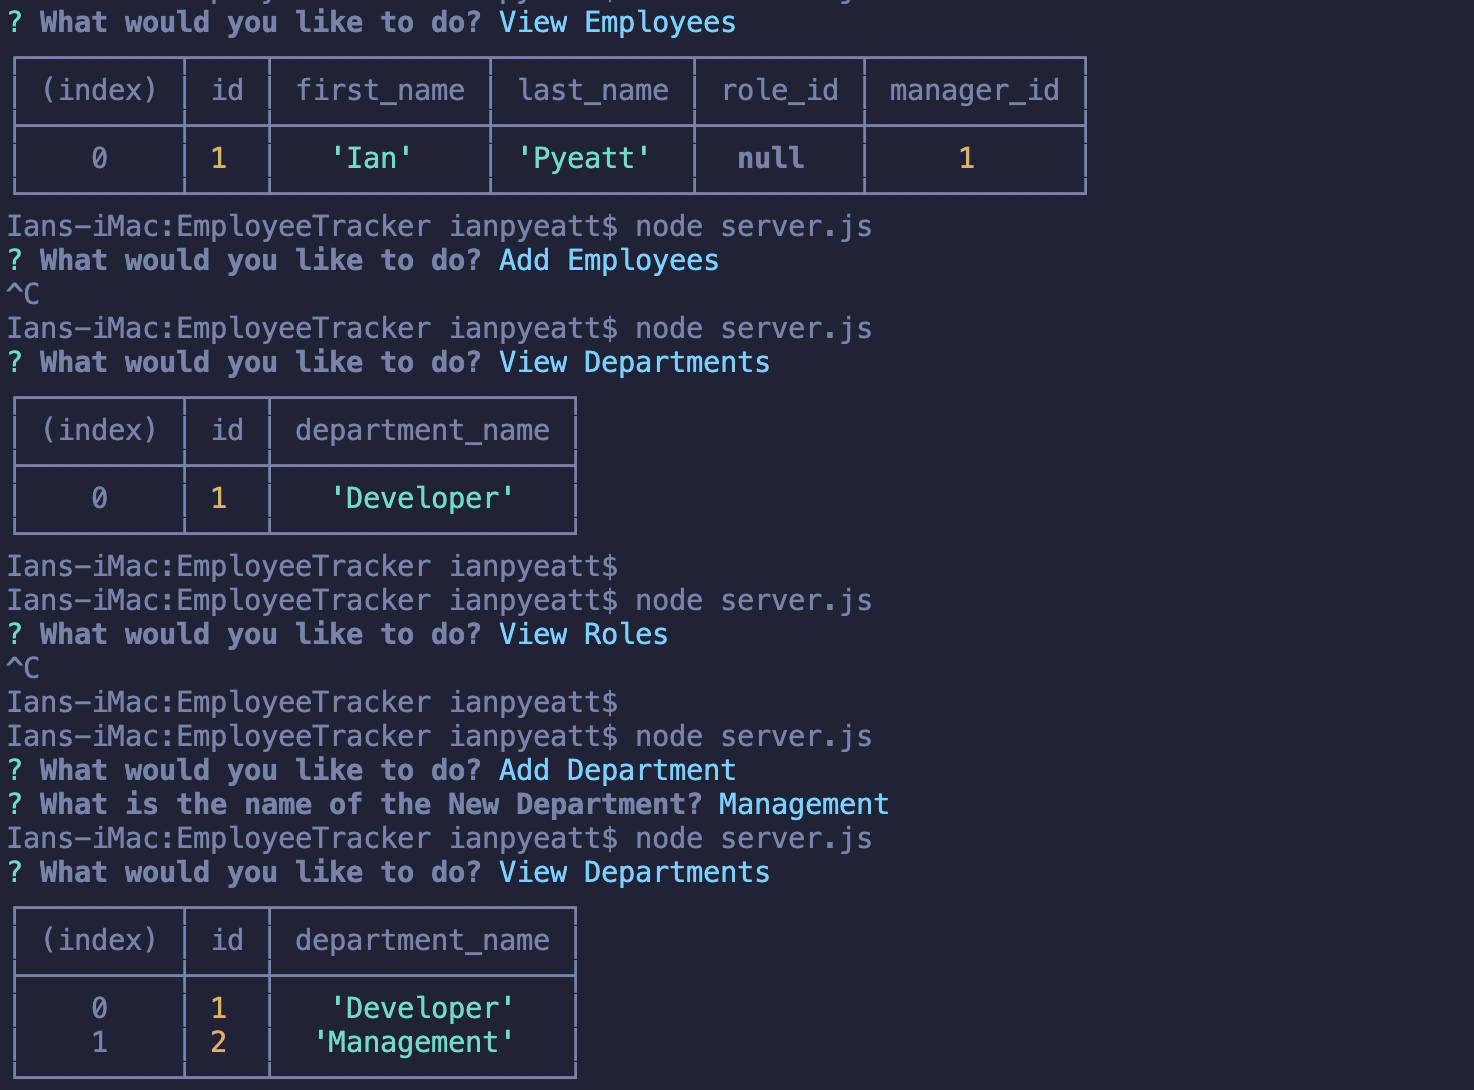 ? What would you like to do? View Employees
(index) id first_name last_name role_id manager_id
0 1 'Ian' 'Pyeatt' null 1
Ians-iMac:EmployeeTracker ianpyeatt$ node server.js
? What would you like to do? Add Employees
^C
Ians-iMac:EmployeeTracker ianpyeatt$ node server.js
? What would you like to do? View Departments
(index) id department_name
0 1 'Developer'
Ians-iMac:EmployeeTracker ianpyeatt$
Ians-iMac:EmployeeTracker ianpyeatt$ node server.js
? What would you like to do? View Roles
^C
Ians-iMac:EmployeeTracker ianpyeatt$
Ians-iMac:EmployeeTracker ianpyeatt$ node server.js
? What would you like to do? Add Department
? What is the name of the New Department? Management
Ians-iMac:EmployeeTracker ianpyeatt$ node server.js
? What would you like to do? View Departments
(index) id department_name
0 1 'Developer'
1 2 'Management'